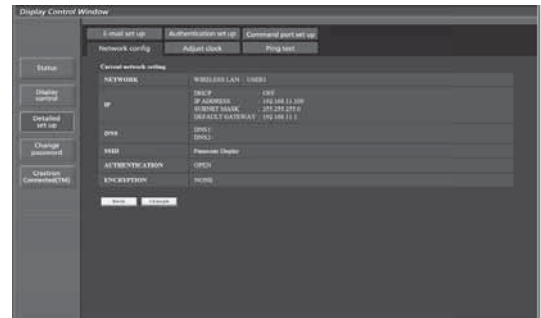 Display Control Window
E-mail set up
Authentication set up
Command port set up
Network config
Adjust clock
Ping test
Status
Display control
Detailed set up
Change password
Crestron Connected(TM)
Current network setting
NETWORK WIRELESS LAN : USER1
IP
DHCP : OFF
IP ADDRESS : 192.168.11.100
SUBNET MASK : 255.255.255.0
DEFAULT GATEWAY : 192.168.11.1
DNS
DNS1:
DNS2:
SSID Panasonic Display
AUTHENTICATION OPEN
ENCRYPTION NONE
Back
Change